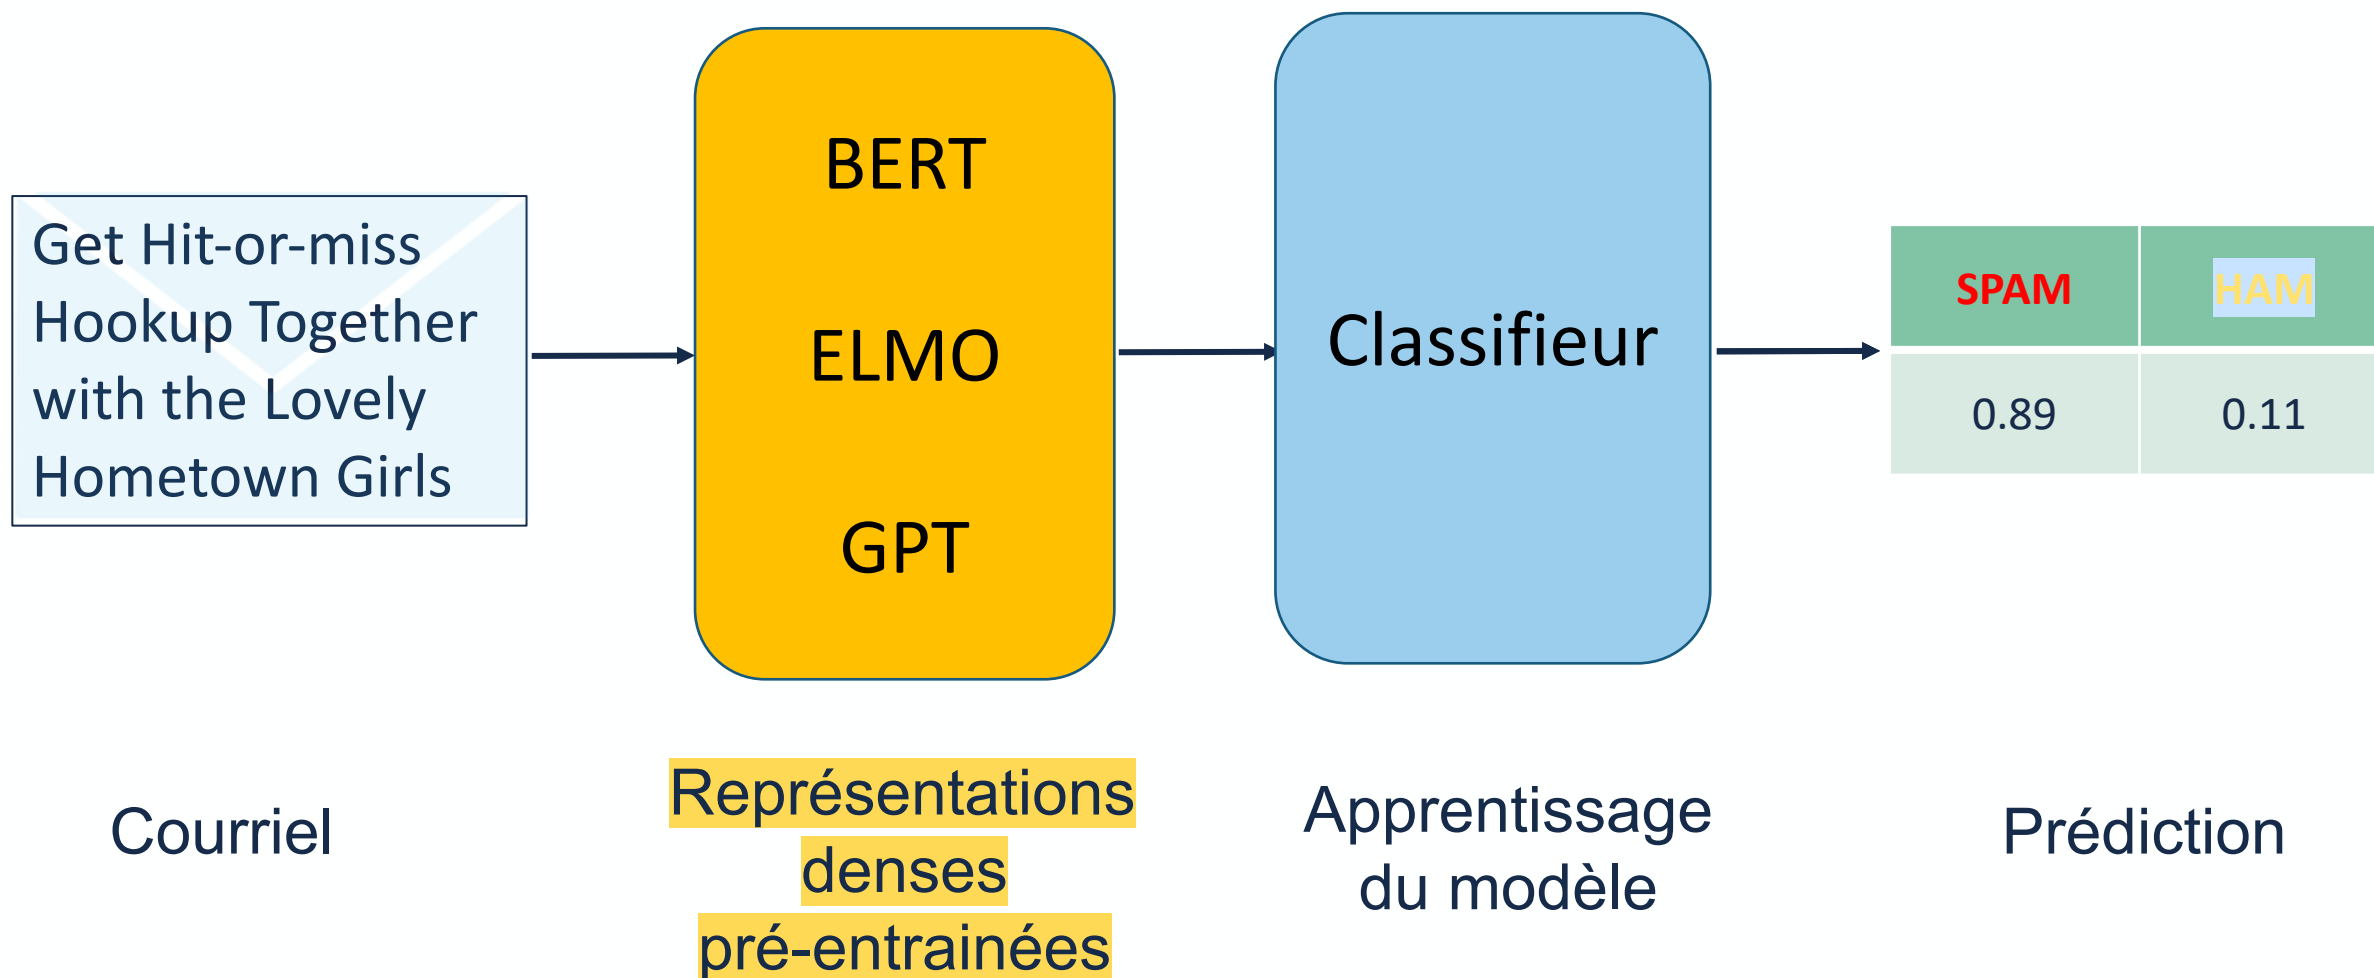 Get Hit-or-miss
Hookup Together
with the Lovely
Hometown Girls
BERT
ELMO
GPT
Classifieur
SPAM HAM
0.89 0.11
Courriel
Représentations
denses
pré-entrainées
Apprentissage
du modèle
Prédiction